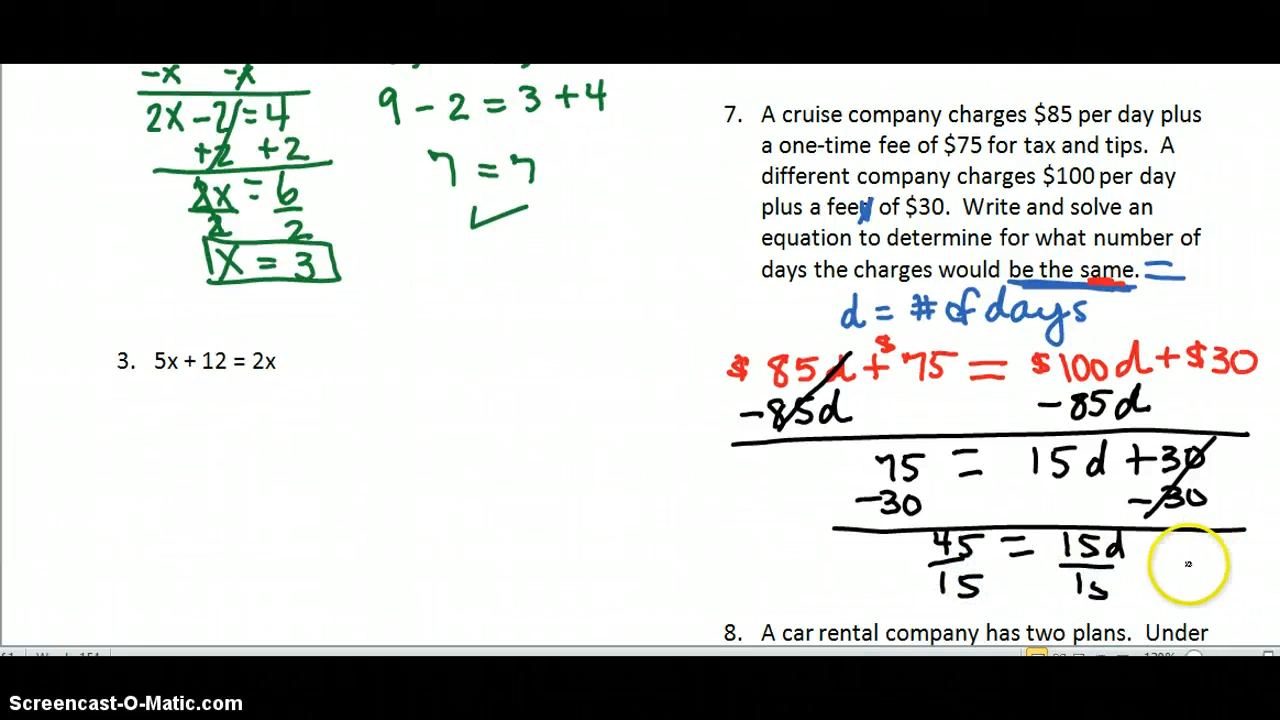 -x -x
2x - 2 = 4
+2 +2
2x = 6
2 2
x = 3
9 - 2 = 3 + 4
7 = 7
3. 5x + 12 = 2x
7. A cruise company charges $85 per day plus
a one-time fee of $75 for tax and tips. A
different company charges $100 per day
plus a fee of $30. Write and solve an
equation to determine for what number of
days the charges would be the same. =
d = # of days
$85d + $75 = $100d + $30
-85d -85d
75 = 15d + 30
-30 -30
45 = 15d
15 15
8. A car rental company has two plans. Under
Screencast-O-Matic.com